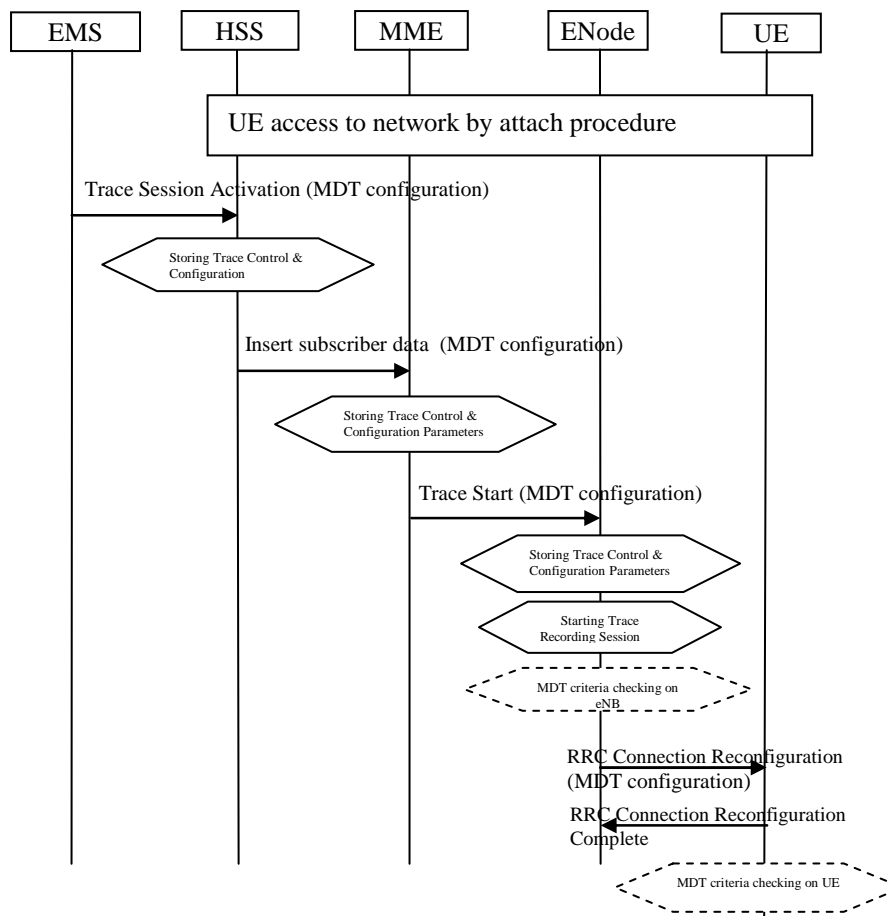 EMS HSS MME ENode UE
UE access to network by attach procedure
Trace Session Activation (MDT configuration)
Storing Trace Control &
Configuration
Insert subscriber data (MDT configuration)
Storing Trace Control &
Configuration Parameters
Trace Start (MDT configuration)
Storing Trace Control &
Configuration Parameters
Starting Trace
Recording Session
MDT criteria checking on
eNB
RRC Connection Reconfiguration
(MDT configuration)
RRC Connection Reconfiguration
Complete
MDT criteria checking on UE